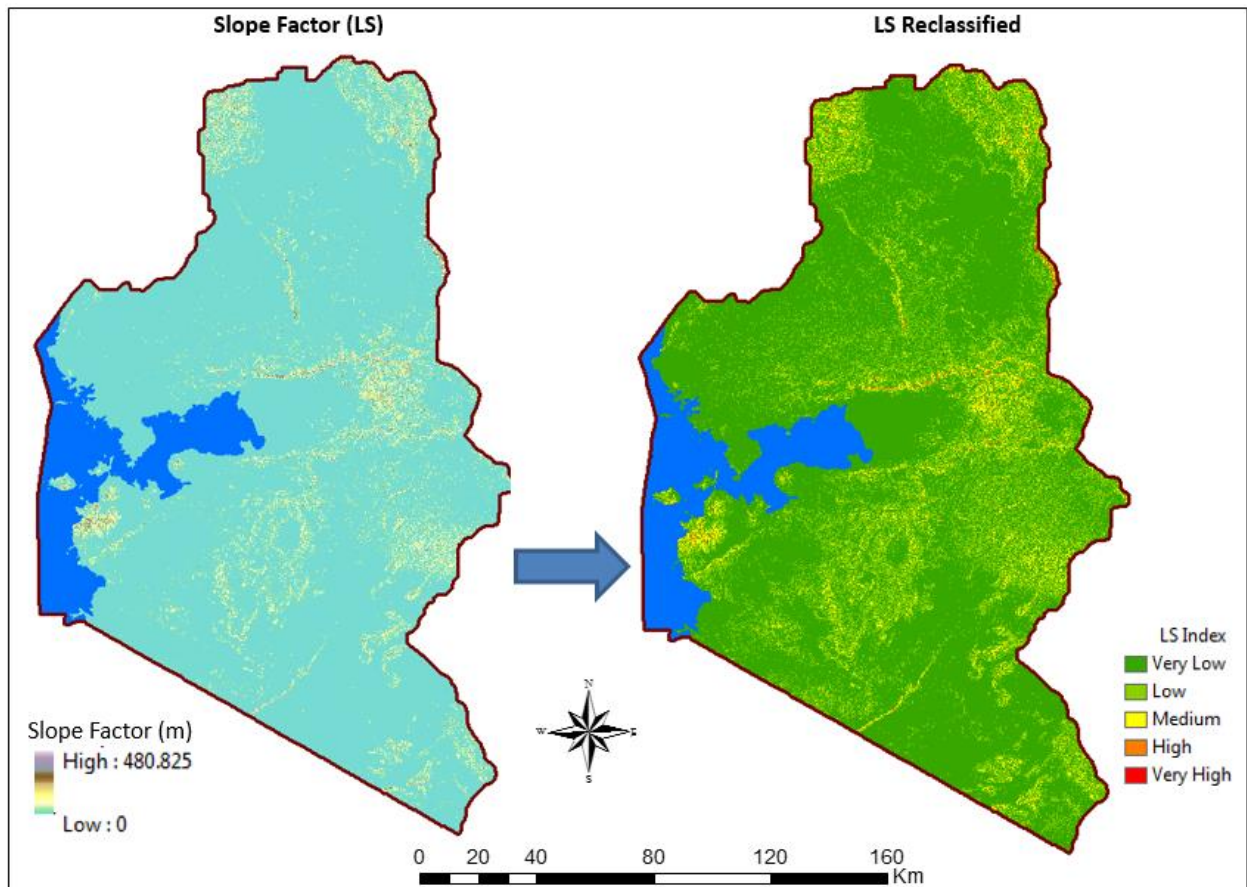 Slope Factor (LS)
LS Reclassified
LS Index
Very Low
Low
Medium
High
Very High
Slope Factor (m)
High : 480.825
Low : 0
N
W
E
S
0 20 40 80 120 160
Km